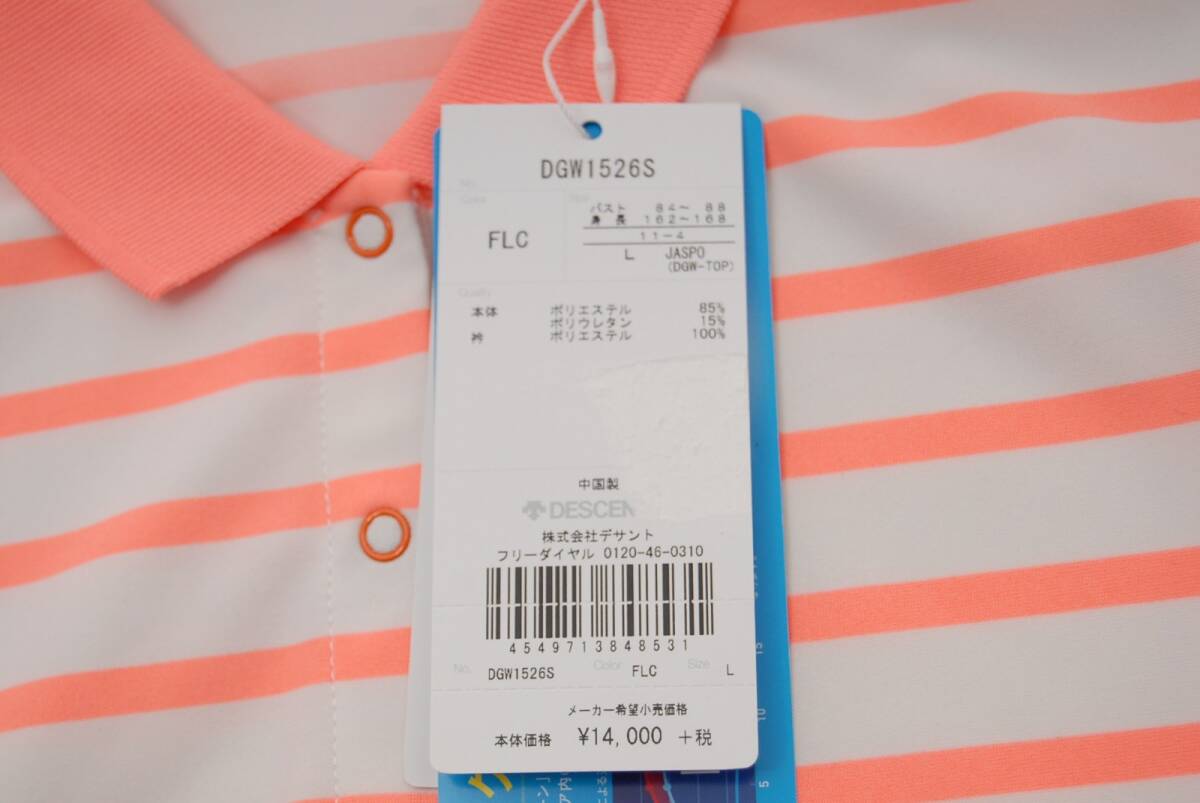 DGW1526S
No.
Color
Size
FLC
バスト 84～ 88
身 長 162～168
11-4
L JASPO
(DGW-TOP)
Quality
本体 ポリエステル 85%
ポリウレタン 15%
衿 ポリエステル 100%
中国製
DESCEN
株式会社デサント
フリーダイヤル 0120-46-0310
4549713848531
No. DGW1526S Color FLC Size L
メーカー希望小売価格
本体価格 ¥14,000 +税
15
10
5